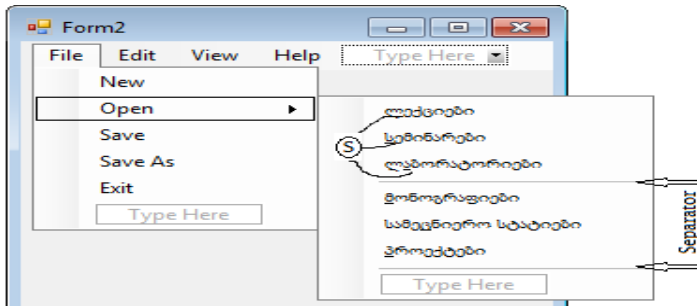 Form2
File Edit View Help Type Here
New
Open
Save
Save As
Exit
Type Here
ლექციები
სემინარები
ლაბორატორიები
მონოგრაფიები
სამეცნიერო სტატიები
პროექტები
Type Here
S
Separator